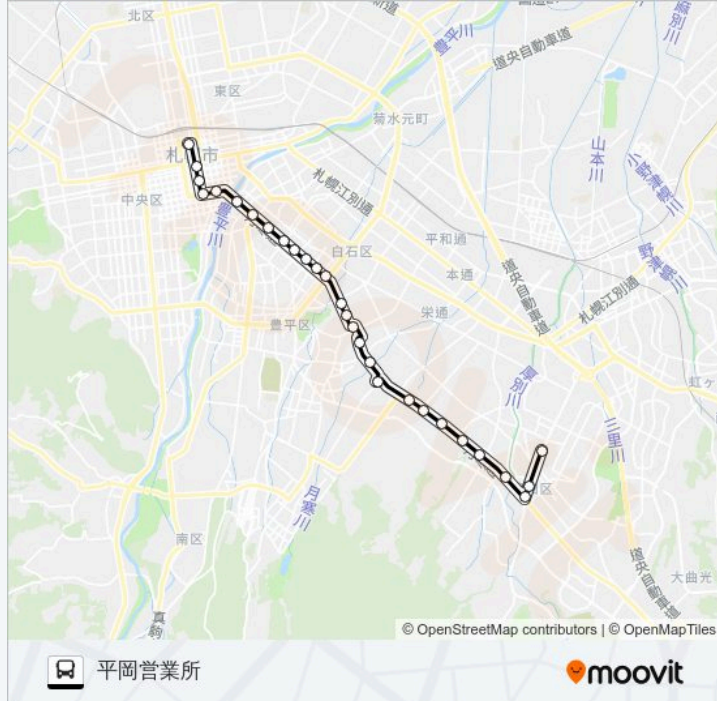 北区
豊平川
道央自動車道
東区
菊水元町
札幌市
山本川
小野津幌川
札幌江別通
中央区
豊平川
平和通
白石区
野津幌川
道央自動車道
本通
札幌江別通
豊平区
栄通
厚別川
虹ヶ
三里川
月寒川
南区
道央自動車道
大曲光
真駒
© OpenStreetMap contributors | © OpenMapTiles
平岡営業所
moovit